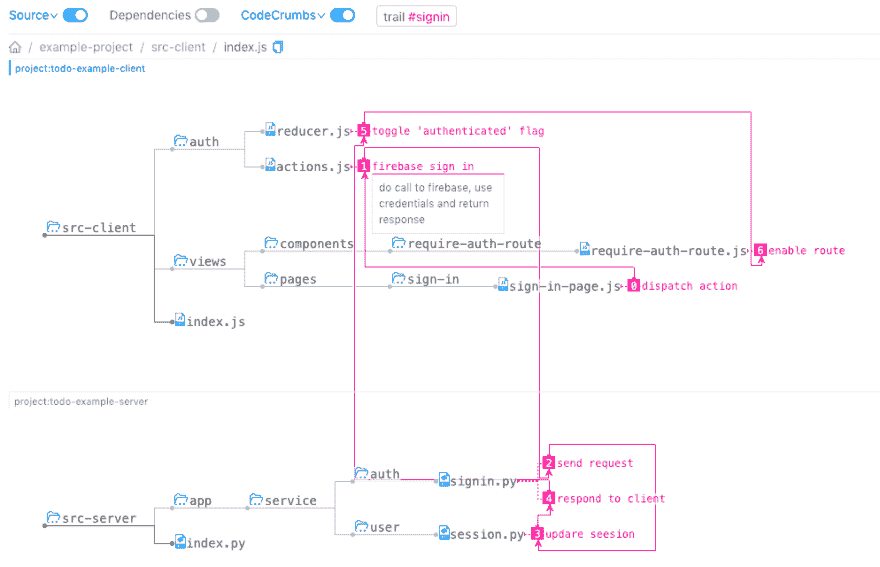 Source Dependencies CodeCrumbs trail #signin
/ example-project / src-client / index.js
project:todo-example-client
reducer.js 5 toggle 'authenticated' flag
auth
actions.js 1 firebase sign in
do call to firebase, use
credentials and return
response
src-client
components require-auth-route require-auth-route.js 6 enable route
views
pages sign-in sign-in-page.js 0 dispatch action
index.js
project:todo-example-server
2 send request
auth signin.py
4 respond to client
app service
src-server
user session.py 3 updare seesion
index.py